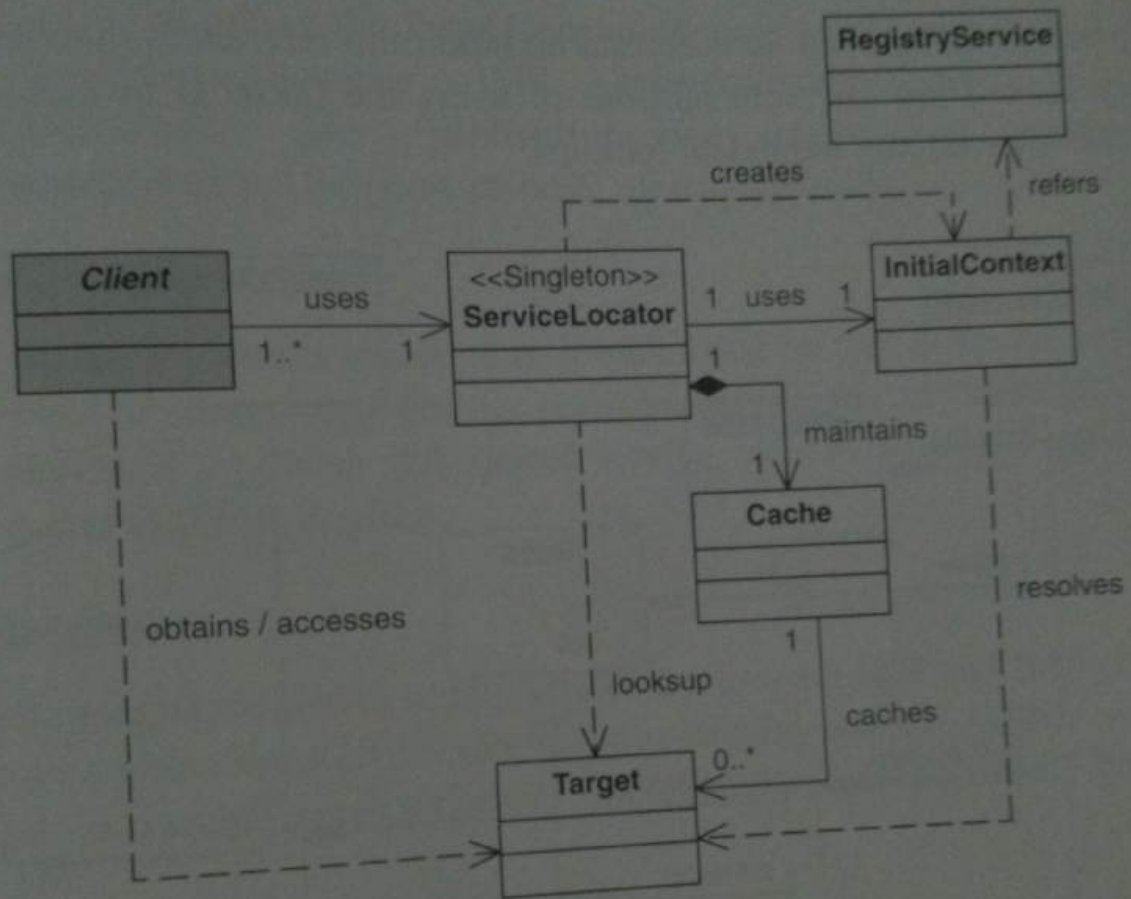 RegistryService
creates
refers
Client
<<Singleton>>
ServiceLocator
InitialContext
uses
1..*
1
1 uses 1
1
maintains
1
Cache
resolves
obtains / accesses
1
looksup
caches
0..*
Target